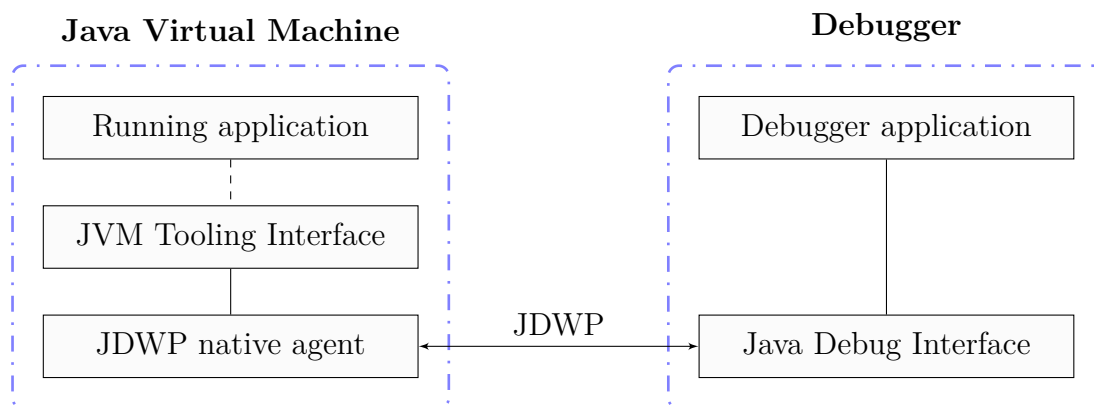 Java Virtual Machine
Debugger
Running application
Debugger application
JVM Tooling Interface
JDWP native agent
JDWP
Java Debug Interface